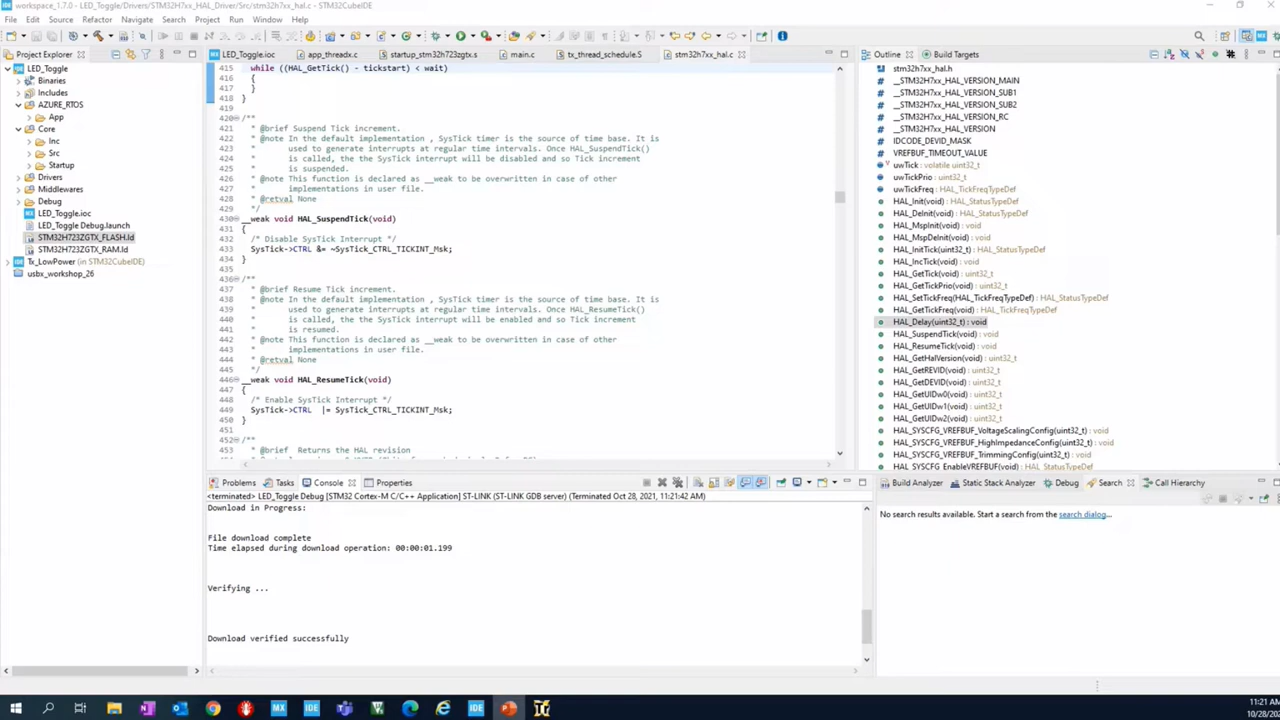 workspace_1.7.0 - LED_Toggle/Drivers/STM32H7xx_HAL_Driver/Src/stm32h7xx_hal.c - STM32CubeIDE
File Edit Source Refactor Navigate Search Project Run Window Help
Project Explorer
LED_Toggle
Binaries
Includes
AZURE_RTOS
App
Core
Inc
Src
Startup
Drivers
Middlewares
Debug
LED_Toggle.ioc
LED_Toggle Debug.launch
STM32H723ZGTX_FLASH.ld
STM32H723ZGTX_RAM.ld
Tx_LowPower (in STM32CubeIDE)
usbx_workshop_26
LED_Toggle.ioc app_threadx.c startup_stm32h723zgtx.s main.c tx_thread_schedule.S stm32h7xx_hal.c
415 while ((HAL_GetTick() - tickstart) < wait)
416 {
417 }
418 }
419
420 /**
421 * @brief Suspend Tick increment.
422 * @note In the default implementation , SysTick timer is the source of time base. It is
423 used to generate interrupts at regular time intervals. Once HAL_SuspendTick()
424 is called, the the SysTick interrupt will be disabled and so Tick increment
425 is suspended.
426 * @note This function is declared as __weak to be overwritten in case of other
427 implementations in user file.
428 * @retval None
429 */
430 __weak void HAL_SuspendTick(void)
431 {
432 /* Disable SysTick Interrupt */
433 SysTick->CTRL &= ~SysTick_CTRL_TICKINT_Msk;
434 }
435
436 /**
437 * @brief Resume Tick increment.
438 * @note In the default implementation , SysTick timer is the source of time base. It is
439 used to generate interrupts at regular time intervals. Once HAL_ResumeTick()
440 is called, the the SysTick interrupt will be enabled and so Tick increment
441 is resumed.
442 * @note This function is declared as __weak to be overwritten in case of other
443 implementations in user file.
444 * @retval None
445 */
446 __weak void HAL_ResumeTick(void)
447 {
448 /* Enable SysTick Interrupt */
449 SysTick->CTRL |= SysTick_CTRL_TICKINT_Msk;
450 }
451
452 /**
453 * @brief Returns the HAL revision
Outline Build Targets
stm32h7xx_hal.h
__STM32H7xx_HAL_VERSION_MAIN
__STM32H7xx_HAL_VERSION_SUB1
__STM32H7xx_HAL_VERSION_SUB2
__STM32H7xx_HAL_VERSION_RC
__STM32H7xx_HAL_VERSION
IDCODE_DEVID_MASK
VREFBUF_TIMEOUT_VALUE
uwTick : volatile uint32_t
uwTickPrio : uint32_t
uwTickFreq : HAL_TickFreqTypeDef
HAL_Init(void) : HAL_StatusTypeDef
HAL_DeInit(void) : HAL_StatusTypeDef
HAL_MspInit(void) : void
HAL_MspDeInit(void) : void
HAL_InitTick(uint32_t) : HAL_StatusTypeDef
HAL_IncTick(void) : void
HAL_GetTick(void) : uint32_t
HAL_GetTickPrio(void) : uint32_t
HAL_SetTickFreq(HAL_TickFreqTypeDef) : HAL_StatusTypeDef
HAL_GetTickFreq(void) : HAL_TickFreqTypeDef
HAL_Delay(uint32_t) : void
HAL_SuspendTick(void) : void
HAL_ResumeTick(void) : void
HAL_GetHalVersion(void) : uint32_t
HAL_GetREVID(void) : uint32_t
HAL_GetDEVID(void) : uint32_t
HAL_GetUIDw0(void) : uint32_t
HAL_GetUIDw1(void) : uint32_t
HAL_GetUIDw2(void) : uint32_t
HAL_SYSCFG_VREFBUF_VoltageScalingConfig(uint32_t) : void
HAL_SYSCFG_VREFBUF_HighImpedanceConfig(uint32_t) : void
HAL_SYSCFG_VREFBUF_TrimmingConfig(uint32_t) : void
HAL_SYSCFG_EnableVREFBUF(void) : HAL_StatusTypeDef
Problems Tasks Console Properties
<terminated> LED_Toggle Debug [STM32 Cortex-M C/C++ Application] ST-LINK (ST-LINK GDB server) (Terminated Oct 28, 2021, 11:21:42 AM)
Download in Progress:
File download complete
Time elapsed during download operation: 00:00:01.199
Verifying ...
Download verified successfully
Build Analyzer Static Stack Analyzer Debug Search Call Hierarchy
No search results available. Start a search from the search dialog...
MX IDE IDE
11:21 AM
10/28/20